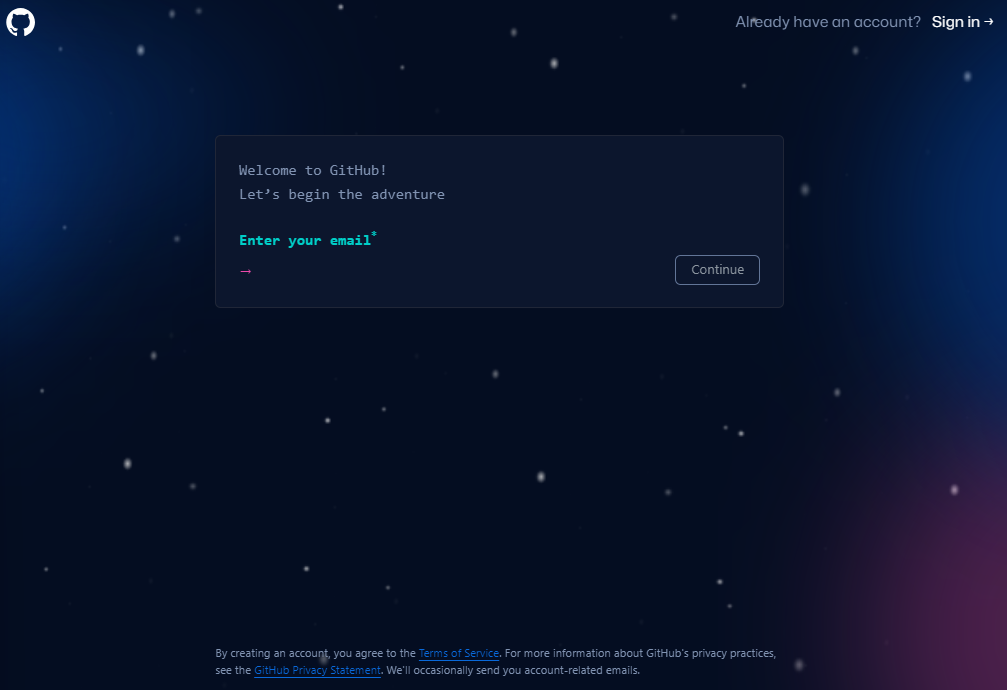 Already have an account? Sign in →
Welcome to GitHub!
Let’s begin the adventure
Enter your email*
→
Continue
By creating an account, you agree to the Terms of Service. For more information about GitHub's privacy practices,
see the GitHub Privacy Statement. We'll occasionally send you account-related emails.